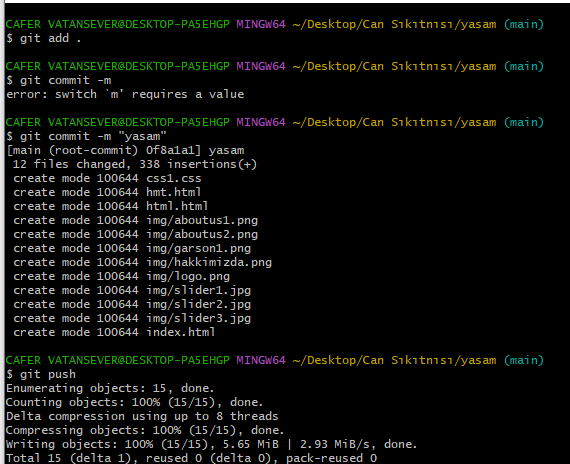 CAFER VATANSEVER@DESKTOP-PA5EHGP MINGW64 ~/Desktop/Can Sıkıtnısı/yasam (main)
$ git add .
CAFER VATANSEVER@DESKTOP-PA5EHGP MINGW64 ~/Desktop/Can Sıkıtnısı/yasam (main)
$ git commit -m
error: switch `m' requires a value
CAFER VATANSEVER@DESKTOP-PA5EHGP MINGW64 ~/Desktop/Can Sıkıtnısı/yasam (main)
$ git commit -m "yasam"
[main (root-commit) 0f8a1a1] yasam
12 files changed, 338 insertions(+)
create mode 100644 css1.css
create mode 100644 hmt.html
create mode 100644 html.html
create mode 100644 img/aboutus1.png
create mode 100644 img/aboutus2.png
create mode 100644 img/garson1.png
create mode 100644 img/hakkimizda.png
create mode 100644 img/logo.png
create mode 100644 img/slider1.jpg
create mode 100644 img/slider2.jpg
create mode 100644 img/slider3.jpg
create mode 100644 index.html
CAFER VATANSEVER@DESKTOP-PA5EHGP MINGW64 ~/Desktop/Can Sıkıtnısı/yasam (main)
$ git push
Enumerating objects: 15, done.
Counting objects: 100% (15/15), done.
Delta compression using up to 8 threads
Compressing objects: 100% (15/15), done.
Writing objects: 100% (15/15), 5.65 MiB | 2.93 MiB/s, done.
Total 15 (delta 1), reused 0 (delta 0), pack-reused 0